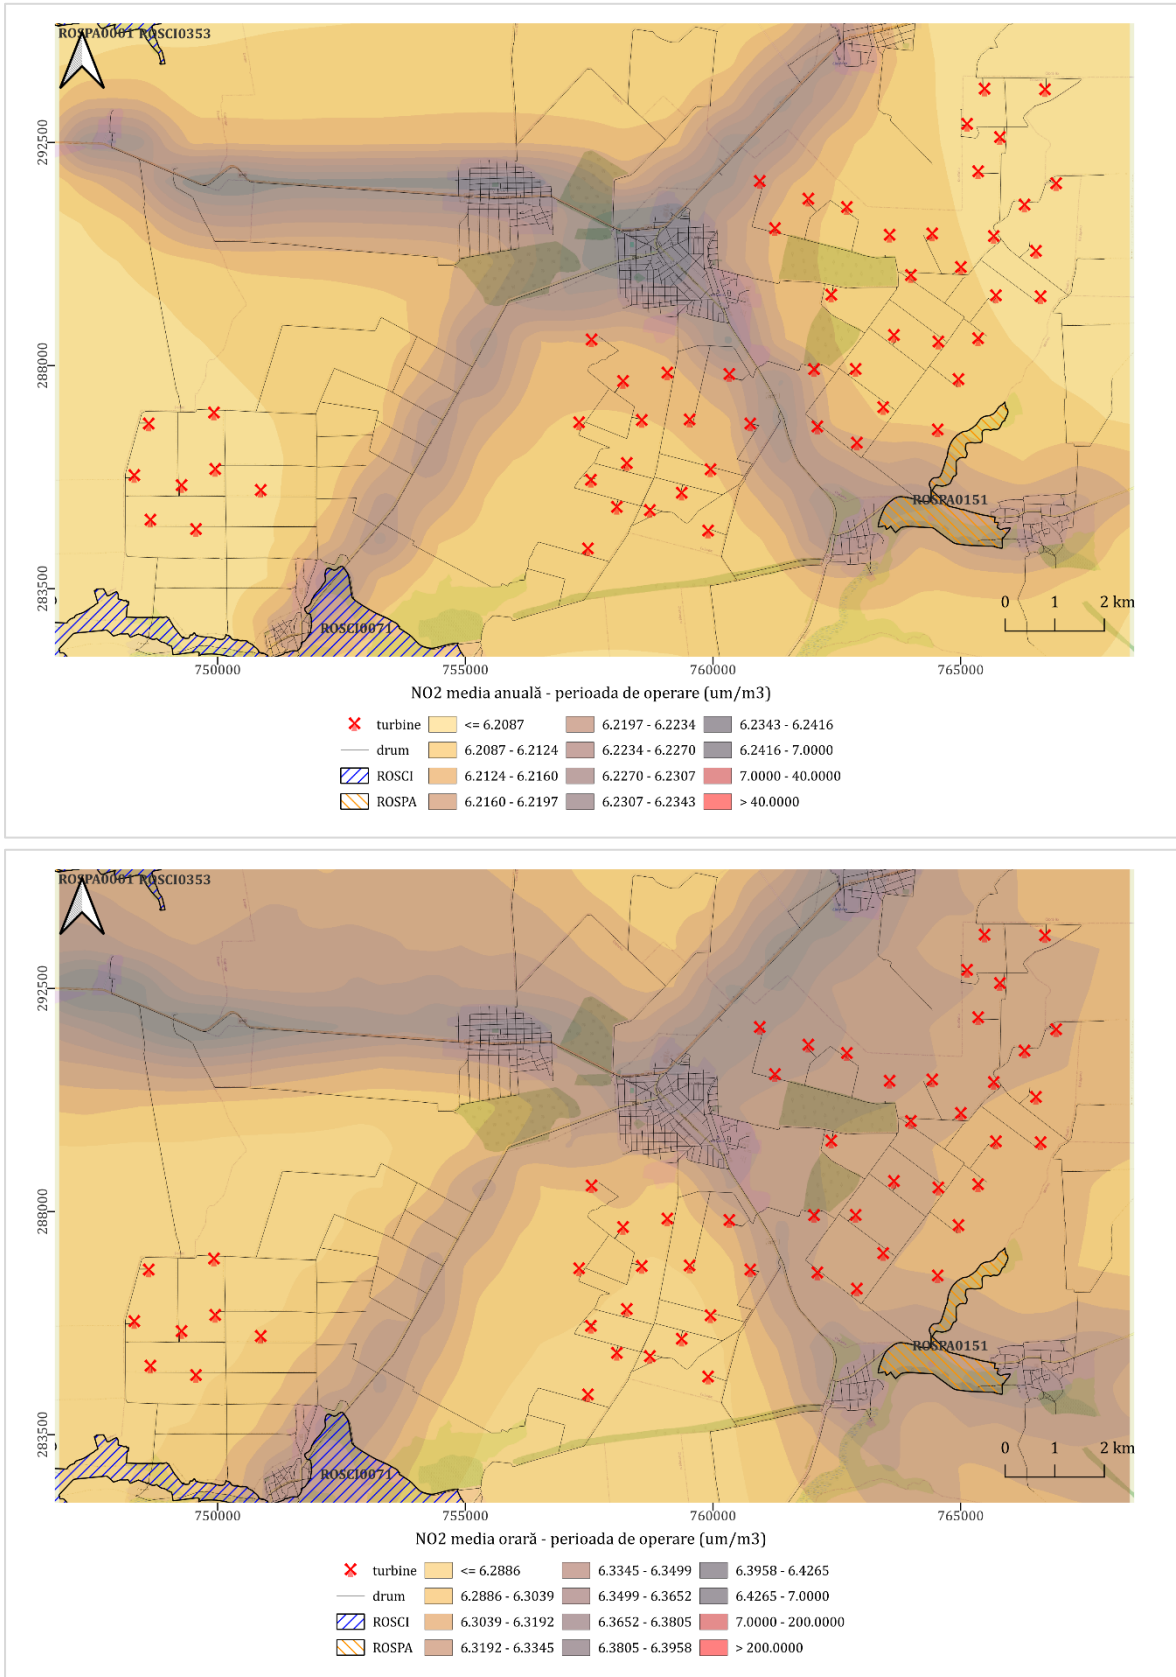 ROSPA0001 ROSCI0353
292500
288000
283500
ROSPA0151
ROSCI0071
0 1 2 km
750000 755000 760000 765000
NO2 media anuală - perioada de operare (um/m3)
turbine <= 6.2087 6.2197 - 6.2234 6.2343 - 6.2416
drum 6.2087 - 6.2124 6.2234 - 6.2270 6.2416 - 7.0000
ROSCI 6.2124 - 6.2160 6.2270 - 6.2307 7.0000 - 40.0000
ROSPA 6.2160 - 6.2197 6.2307 - 6.2343 > 40.0000
ROSPA0001 ROSCI0353
292500
288000
283500
ROSPA0151
ROSCI0071
0 1 2 km
750000 755000 760000 765000
NO2 media orară - perioada de operare (um/m3)
turbine <= 6.2886 6.3345 - 6.3499 6.3958 - 6.4265
drum 6.2886 - 6.3039 6.3499 - 6.3652 6.4265 - 7.0000
ROSCI 6.3039 - 6.3192 6.3652 - 6.3805 7.0000 - 200.0000
ROSPA 6.3192 - 6.3345 6.3805 - 6.3958 > 200.0000